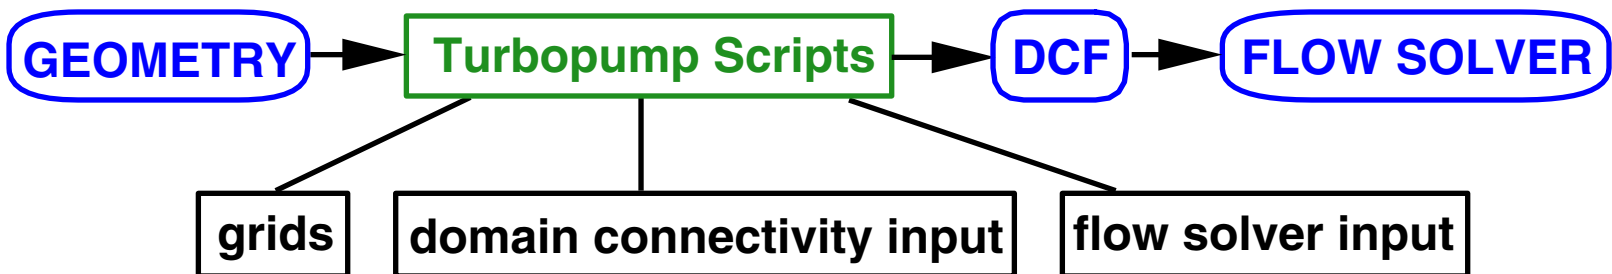 GEOMETRY
Turbopump Scripts
DCF
FLOW SOLVER
grids
domain connectivity input
flow solver input